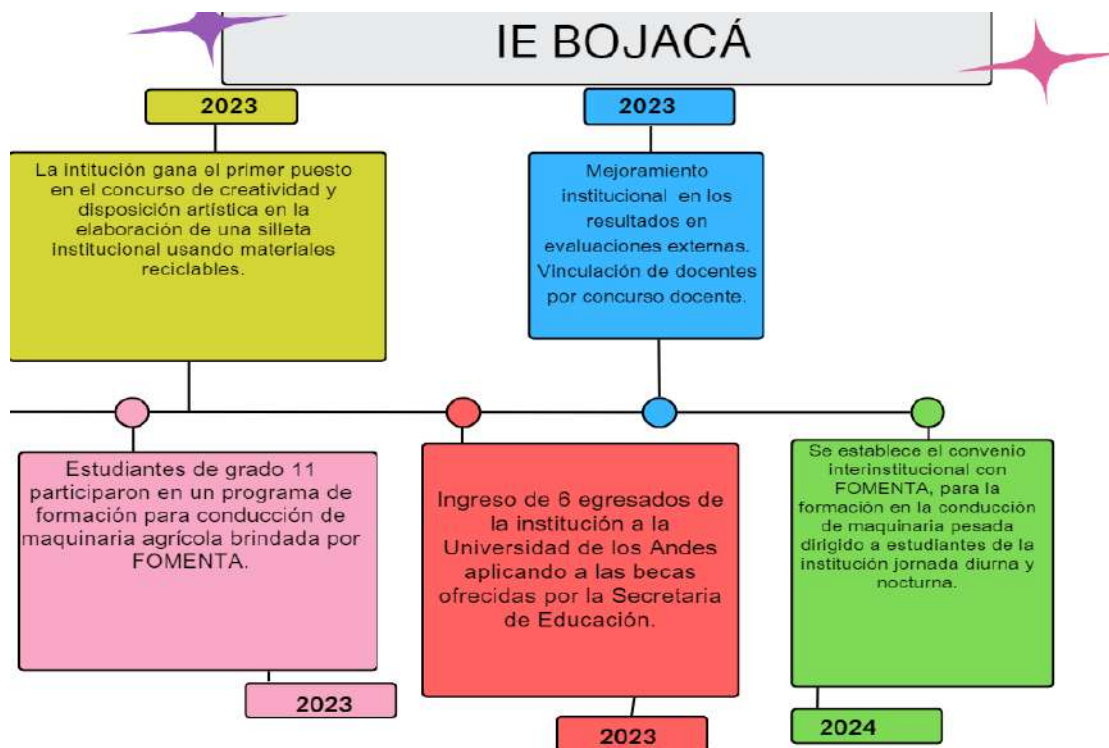 IE BOJACÁ
2023
La intitución gana el primer puesto
en el concurso de creatividad y
disposición artística en la
elaboración de una silleta
institucional usando materiales
reciclables.
2023
Mejoramiento
institucional en los
resultados en
evaluaciones externas.
Vinculación de docentes
por concurso docente.
Estudiantes de grado 11
participaron en un programa de
formación para conducción de
maquinaria agrícola brindada por
FOMENTA.
2023
Ingreso de 6 egresados de
la institución a la
Universidad de los Andes
aplicando a las becas
ofrecidas por la Secretaria
de Educación.
2023
Se establece el convenio
interinstitucional con
FOMENTA, para la
formación en la conducción
de maquinaria pesada
dirigido a estudiantes de la
institución jornada diurna y
nocturna.
2024